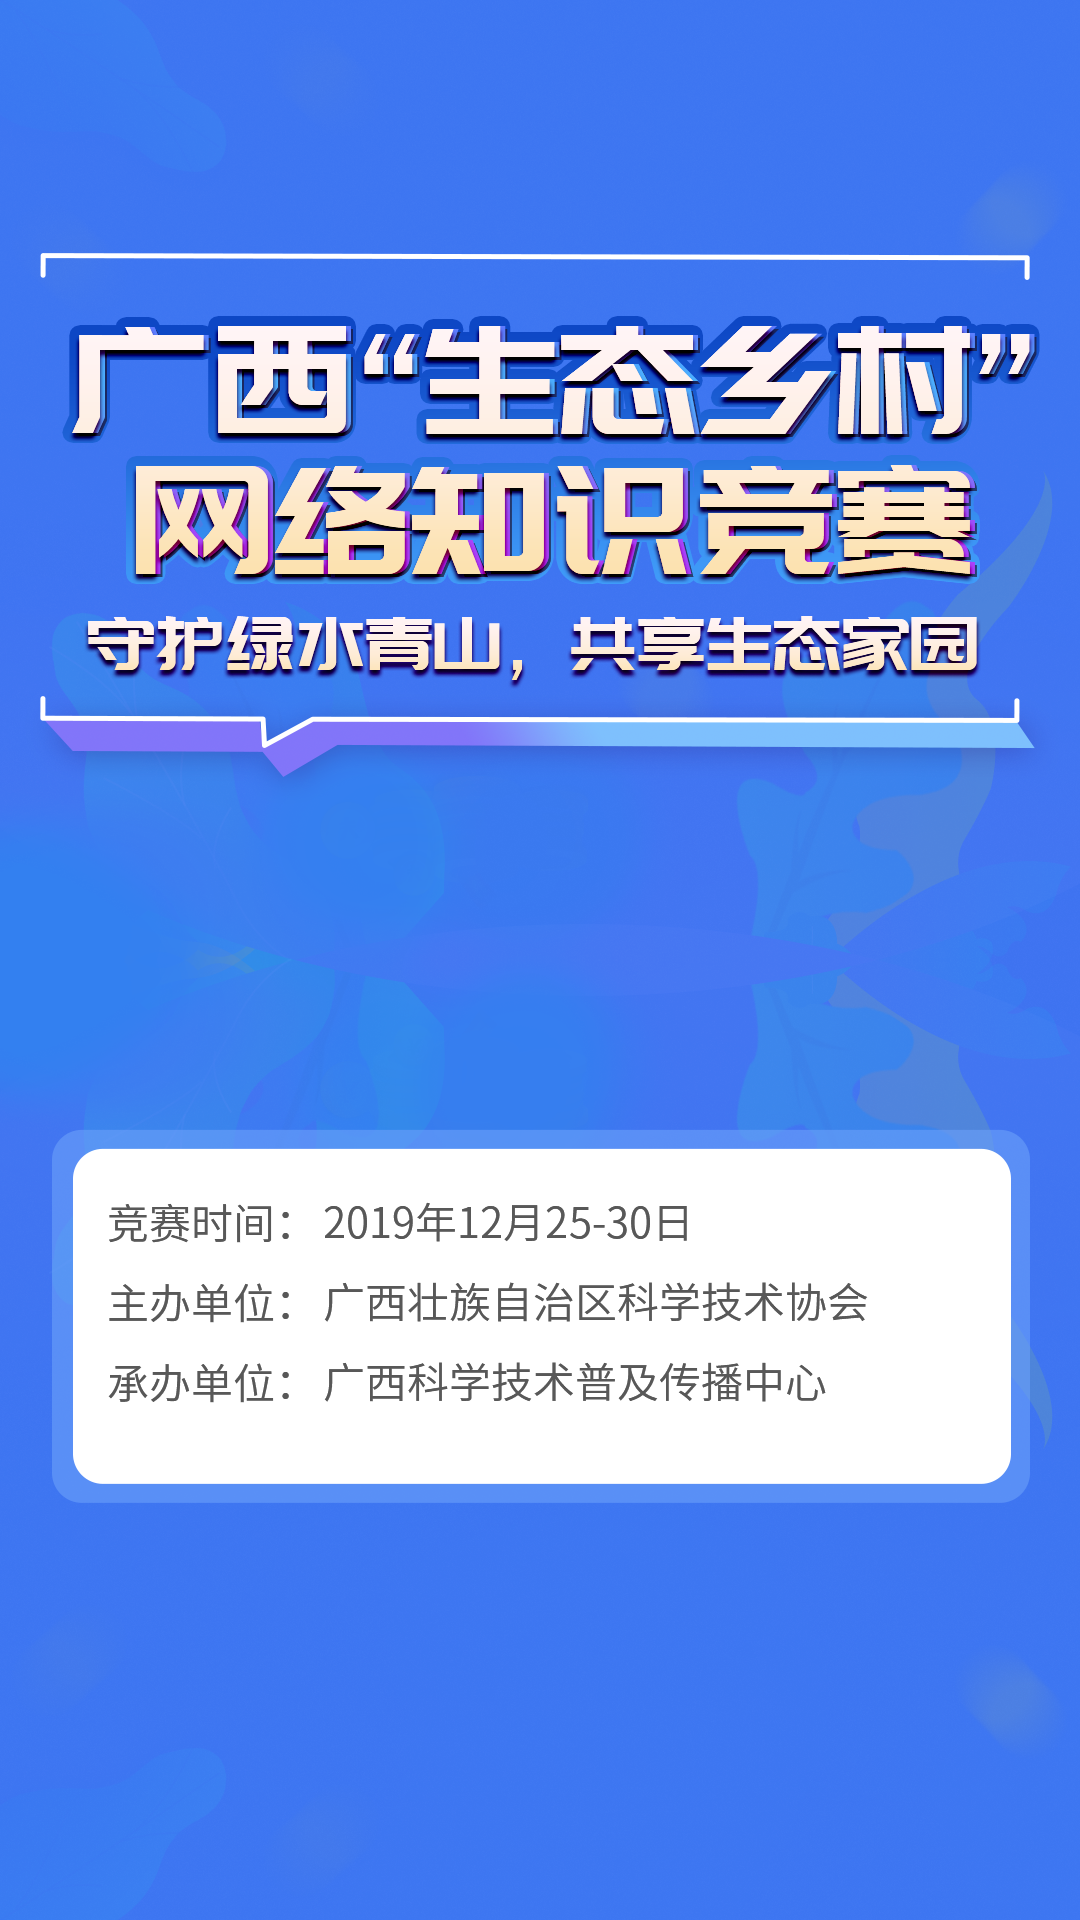 广西“生态乡村”
网络知识竞赛
守护绿水青山，共享生态家园
竞赛时间：2019年12月25-30日
主办单位：广西壮族自治区科学技术协会
承办单位：广西科学技术普及传播中心